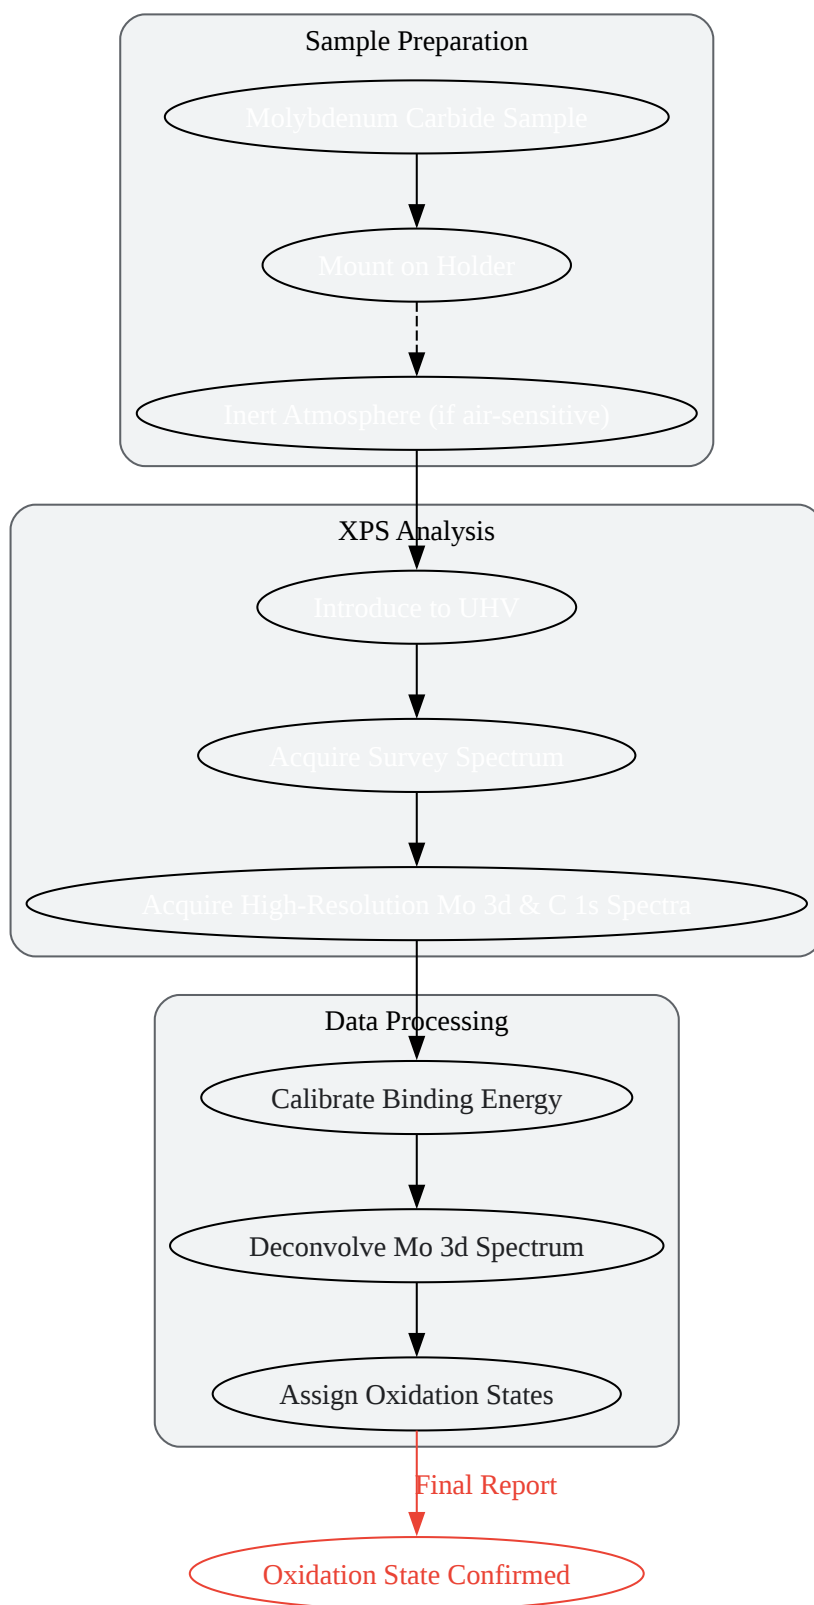 Sample Preparation
Molybdenum Carbide Sample
Mount on Holder
Inert Atmosphere (if air-sensitive)
XPS Analysis
Introduce to UHV
Acquire Survey Spectrum
Acquire High-Resolution Mo 3d & C 1s Spectra
Data Processing
Calibrate Binding Energy
Deconvolve Mo 3d Spectrum
Assign Oxidation States
Final Report
Oxidation State Confirmed